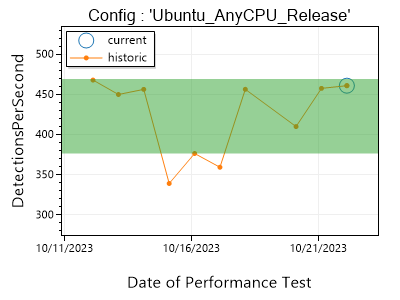 Config : 'Ubuntu_AnyCPU_Release'
current
historic
DetectionsPerSecond
500
450
400
350
300
10/11/2023
10/16/2023
10/21/2023
Date of Performance Test